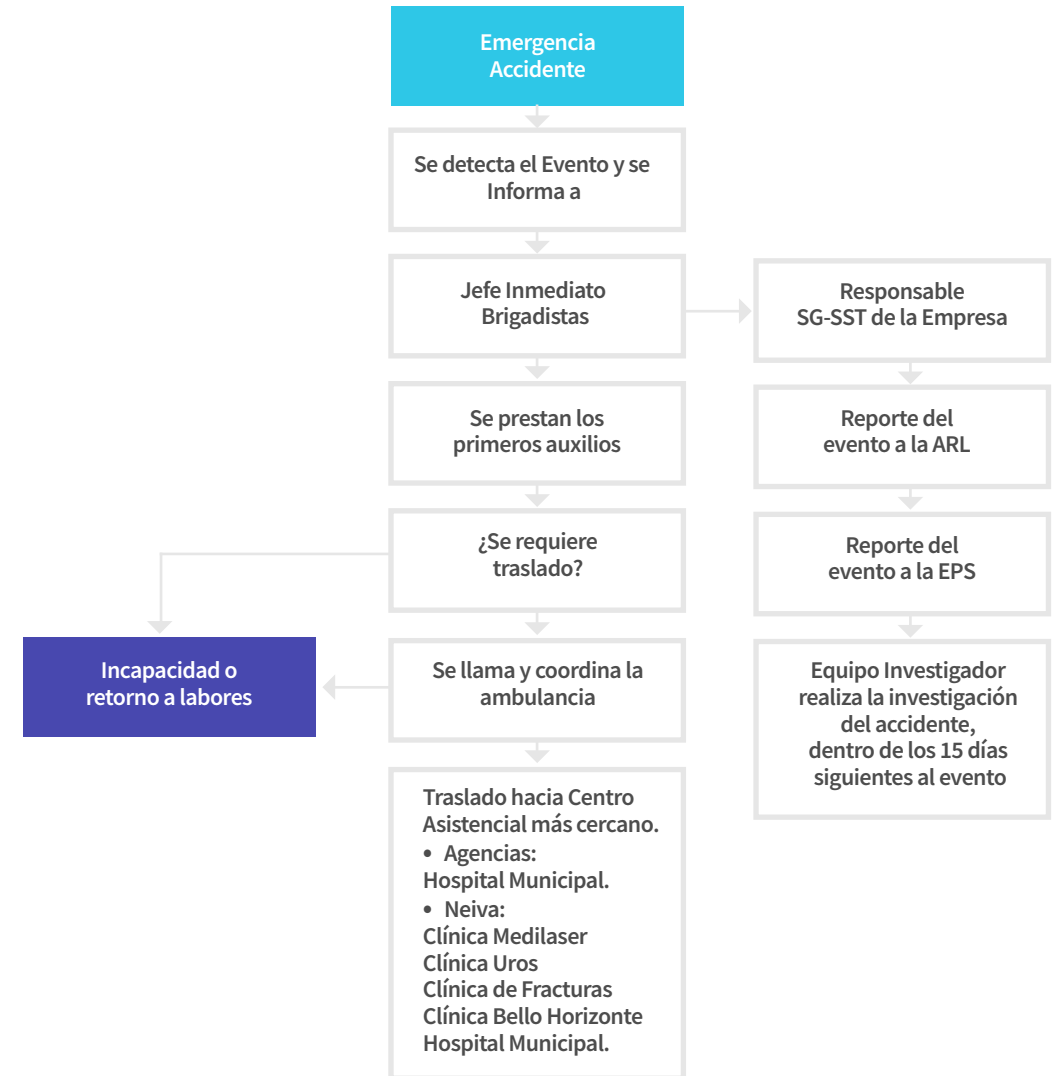 Emergencia
Accidente
Se detecta el Evento y se
Informa a
Jefe Inmediato
Brigadistas
Responsable
SG-SST de la Empresa
Se prestan los
primeros auxilios
Reporte del
evento a la ARL
¿Se requiere
traslado?
Reporte del
evento a la EPS
Incapacidad o
retorno a labores
Se llama y coordina la
ambulancia
Equipo Investigador
realiza la investigación
del accidente,
dentro de los 15 días
siguientes al evento
Traslado hacia Centro
Asistencial más cercano.
• Agencias:
Hospital Municipal.
• Neiva:
Clínica Medilaser
Clínica Uros
Clínica de Fracturas
Clínica Bello Horizonte
Hospital Municipal.